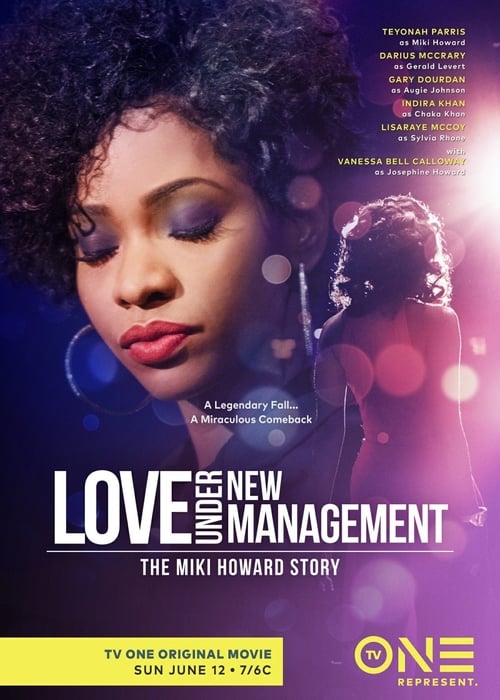 TEYONAH PARRIS
as Miki Howard
DARIUS MCCRARY
as Gerald Levert
GARY DOURDAN
as Augie Johnson
INDIRA KHAN
as Chaka Khan
LISARAYE MCCOY
as Sylvia Rhone
with
VANESSA BELL CALLOWAY
as Josephine Howard
A Legendary Fall...
A Miraculous Comeback
LOVE UNDER NEW MANAGEMENT
THE MIKI HOWARD STORY
TV ONE ORIGINAL MOVIE
SUN JUNE 12 • 7/6C
TV ONE
REPRESENT.